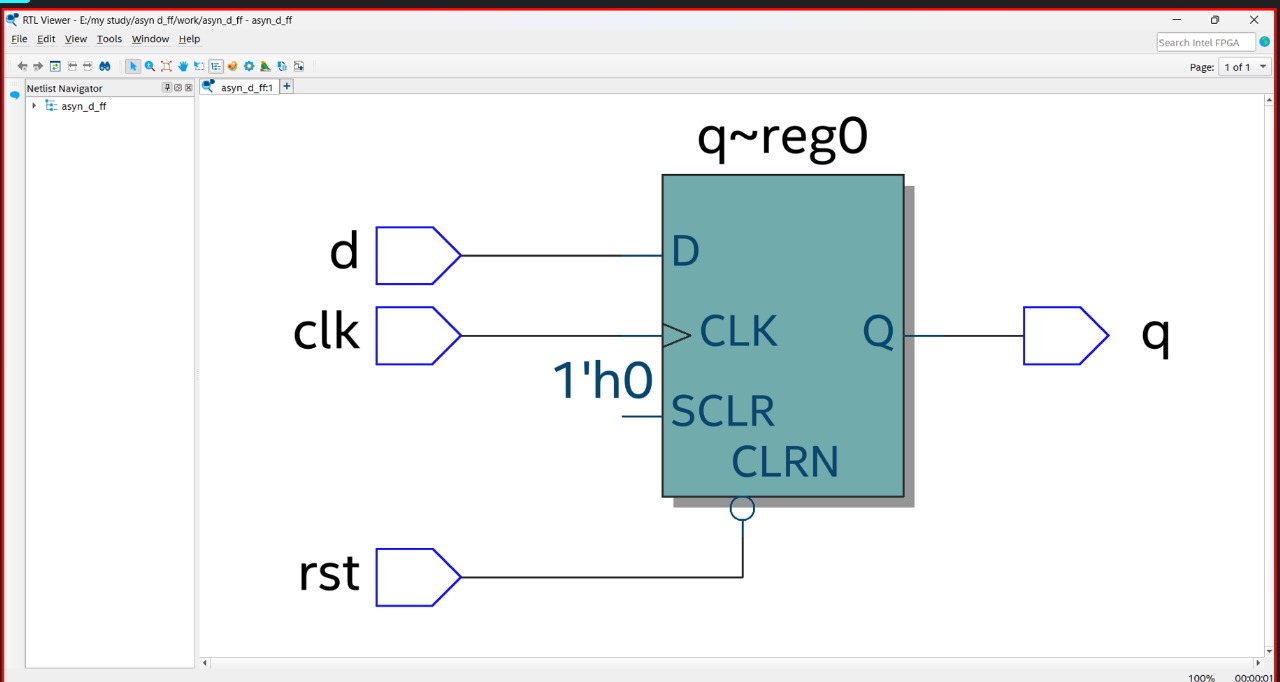 RTL Viewer - E:/my study/asyn d_ff/work/asyn_d_ff - asyn_d_ff
File Edit View Tools Window Help
Search Intel FPGA
Page: 1 of 1
Netlist Navigator
asyn_d_ff:1
asyn_d_ff
q~reg0
d
D
clk
CLK
Q
q
1'h0
SCLR
CLRN
rst
100% 00:00:01